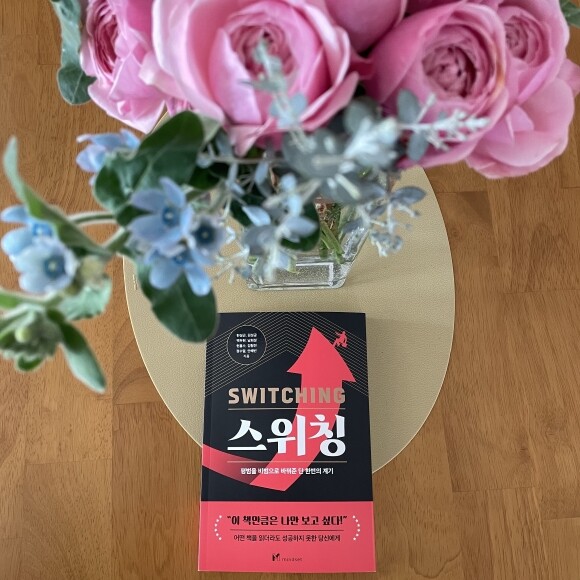 SWITCHING
스위칭
평범을 비범으로 바꿔준 단 한번의 계기
"이 책만큼은 나만 보고 싶다!"
어떤 책을 읽더라도 성공하지 못한 당신에게